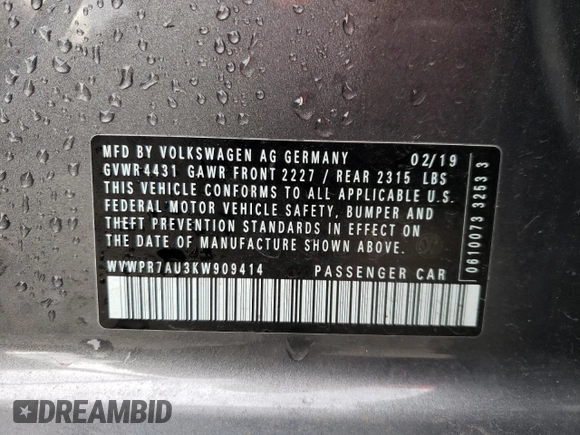 MFD BY VOLKSWAGEN AG GERMANY 02/19
GVWR 4431 GAWR FRONT 2227 / REAR 2315 LBS
THIS VEHICLE CONFORMS TO ALL APPLICABLE U.S.
FEDERAL MOTOR VEHICLE SAFETY, BUMPER AND
THEFT PREVENTION STANDARDS IN EFFECT ON THE
DATE OF MANUFACTURE SHOWN ABOVE.
WVWPR7AU3KW909414 PASSENGER CAR
0610073 3253 3
DREAMBID